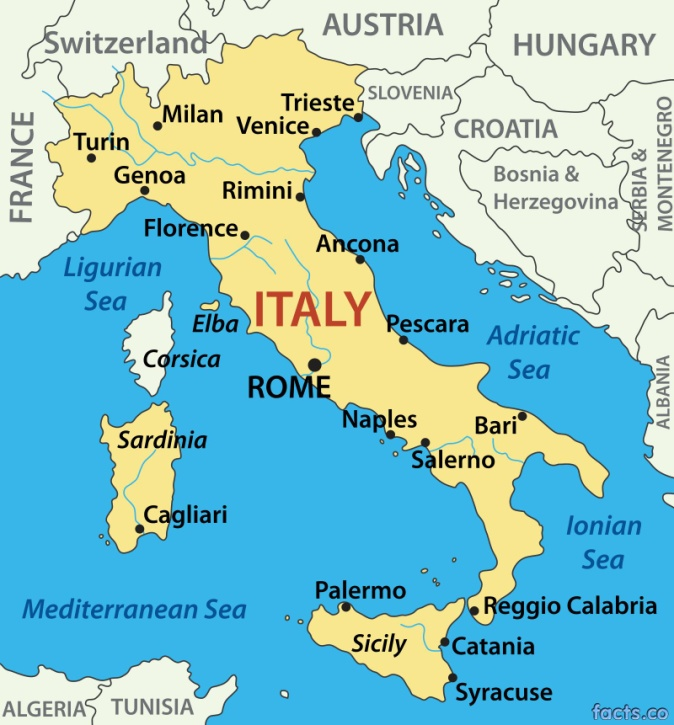 AUSTRIA
Switzerland
HUNGARY
SLOVENIA
Trieste
Milan
Venice
CROATIA
FRANCE
Turin
Genoa
Rimini
Bosnia &
Herzegovina
SERBIA &
MONTENEGRO
Florence
Ancona
Ligurian
Sea
ITALY
Elba
Pescara
Adriatic
Sea
Corsica
ROME
ALBANIA
Naples
Bari
Sardinia
Salerno
Cagliari
Ionian
Sea
Mediterranean Sea
Palermo
Reggio Calabria
Sicily
Catania
Syracuse
ALGERIA
TUNISIA
facts.co